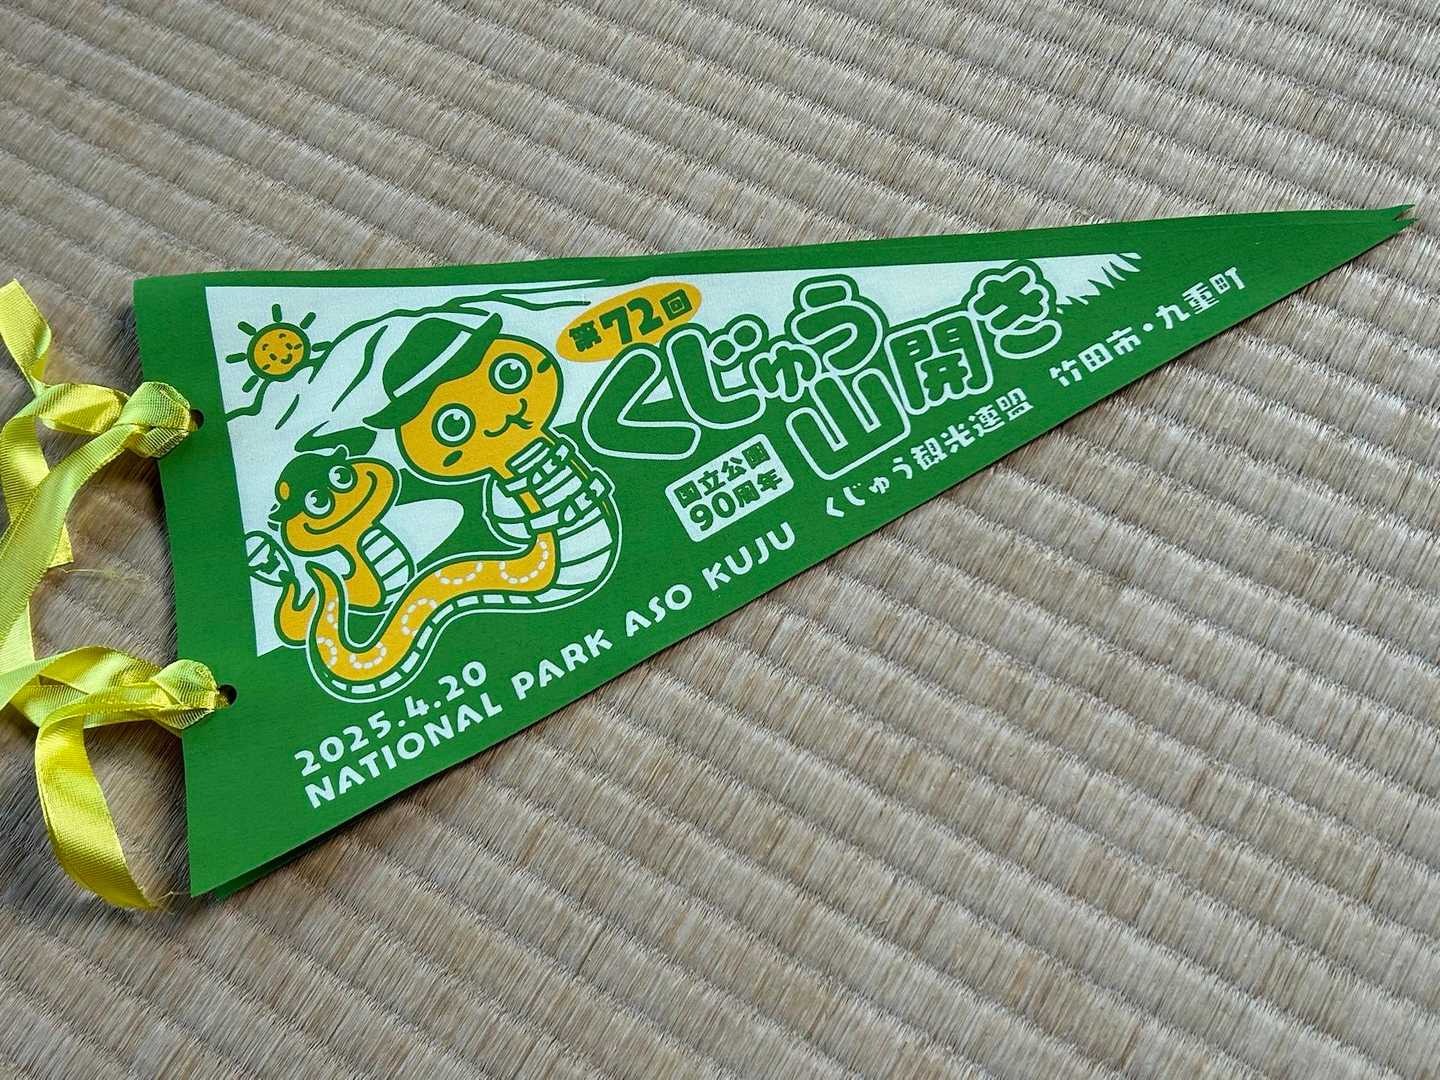 第72回
くじゅう
山開き
国立公園
90周年
2025.4.20
NATIONAL PARK ASO KUJU くじゅう観光連盟 竹田市・九重町